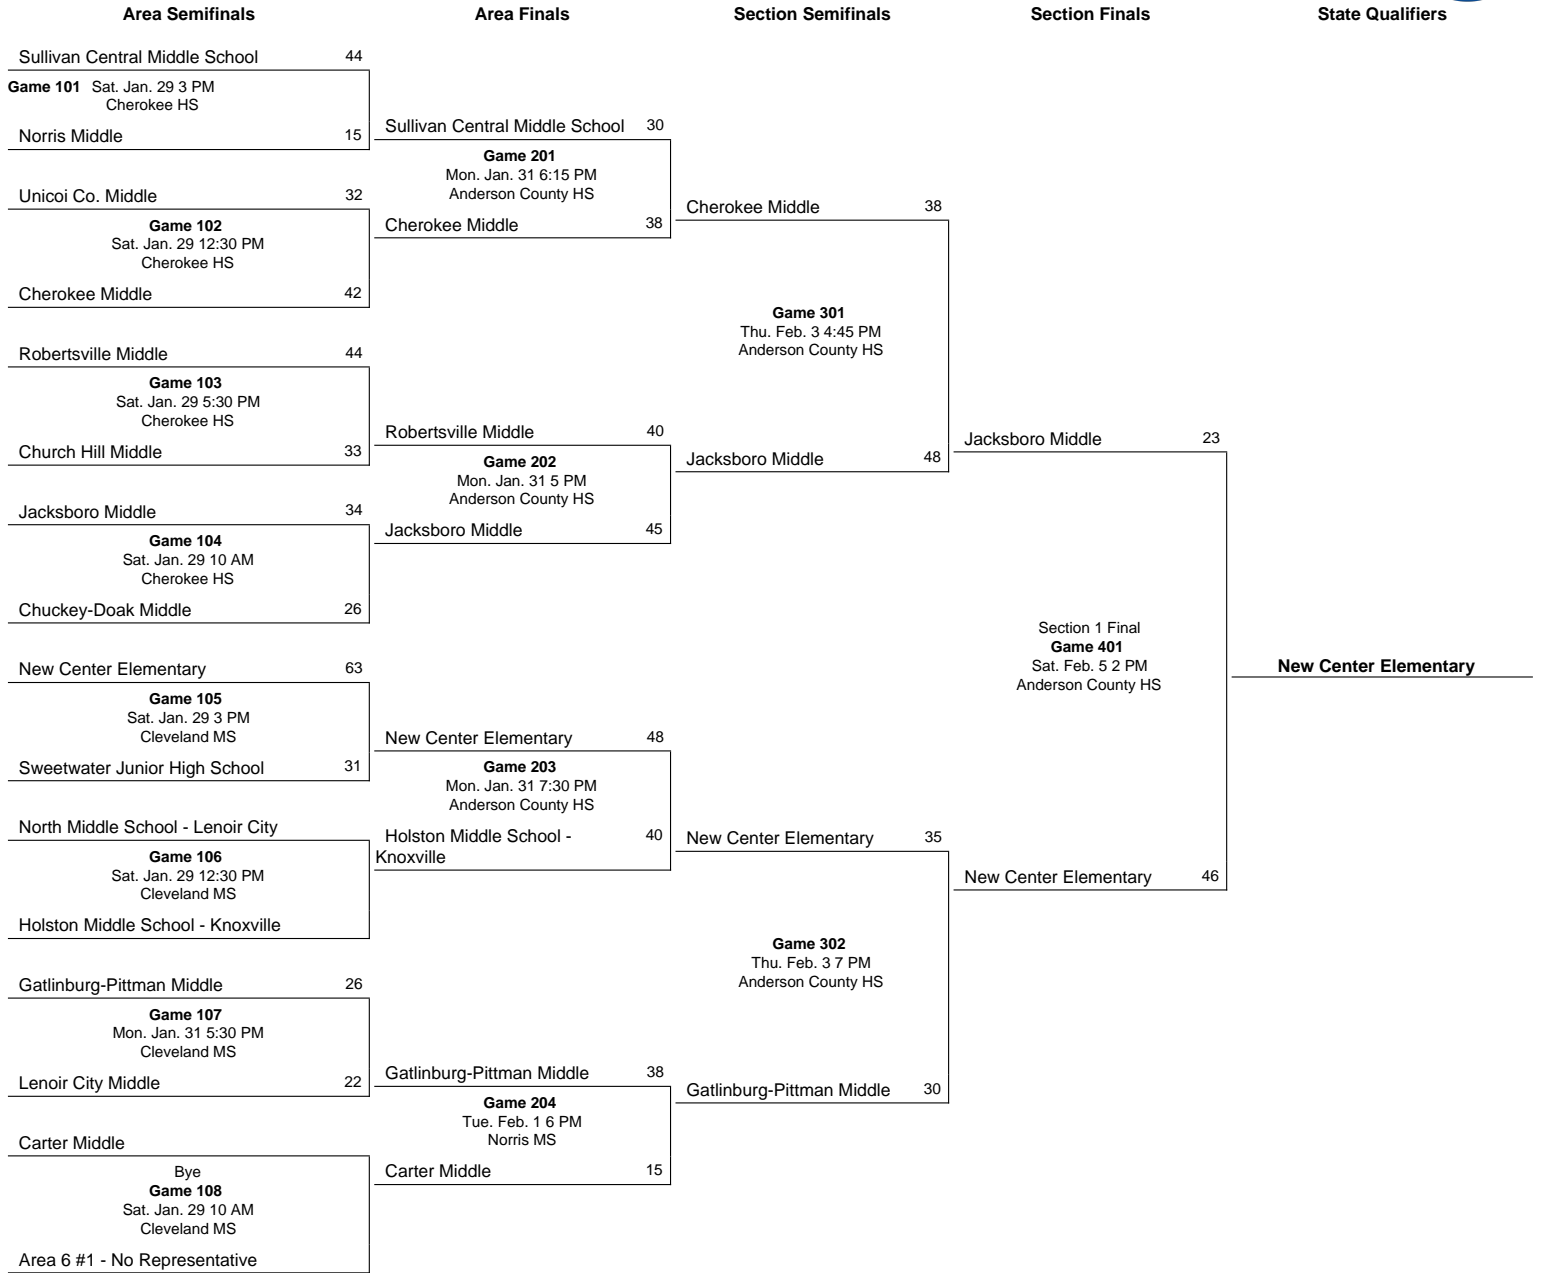 Area Semifinals
Area Finals
Section Semifinals
Section Finals
State Qualifiers
Sullivan Central Middle School 44
Game 101 Sat. Jan. 29 3 PM
Cherokee HS
Norris Middle 15
Unicoi Co. Middle 32
Game 102
Sat. Jan. 29 12:30 PM
Cherokee HS
Cherokee Middle 42
Robertsville Middle 44
Game 103
Sat. Jan. 29 5:30 PM
Cherokee HS
Church Hill Middle 33
Jacksboro Middle 34
Game 104
Sat. Jan. 29 10 AM
Cherokee HS
Chuckey-Doak Middle 26
New Center Elementary 63
Game 105
Sat. Jan. 29 3 PM
Cleveland MS
Sweetwater Junior High School 31
North Middle School - Lenoir City
Game 106
Sat. Jan. 29 12:30 PM
Cleveland MS
Holston Middle School - Knoxville
Gatlinburg-Pittman Middle 26
Game 107
Mon. Jan. 31 5:30 PM
Cleveland MS
Lenoir City Middle 22
Carter Middle
Bye
Game 108
Sat. Jan. 29 10 AM
Cleveland MS
Area 6 #1 - No Representative
Sullivan Central Middle School 30
Game 201
Mon. Jan. 31 6:15 PM
Anderson County HS
Cherokee Middle 38
Robertsville Middle 40
Game 202
Mon. Jan. 31 5 PM
Anderson County HS
Jacksboro Middle 45
New Center Elementary 48
Game 203
Mon. Jan. 31 7:30 PM
Anderson County HS
Holston Middle School - 40
Knoxville
Gatlinburg-Pittman Middle 38
Game 204
Tue. Feb. 1 6 PM
Norris MS
Carter Middle 15
Cherokee Middle 38
Game 301
Thu. Feb. 3 4:45 PM
Anderson County HS
Jacksboro Middle 48
New Center Elementary 35
Game 302
Thu. Feb. 3 7 PM
Anderson County HS
Gatlinburg-Pittman Middle 30
Jacksboro Middle 23
Section 1 Final
Game 401
Sat. Feb. 5 2 PM
Anderson County HS
New Center Elementary 46
New Center Elementary